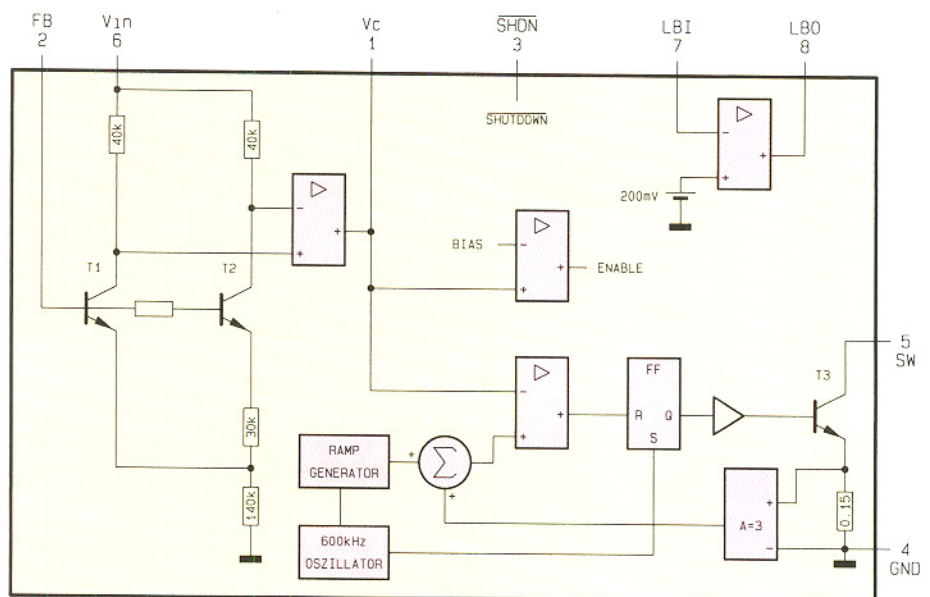 FB
2
Vin
6
Vc
1
SHDN
3
LBI
7
LBO
8
SHUTDOWN
40k
40k
200mV
BIAS
ENABLE
T1
T2
5
SW
T3
FF
R Q
S
30k
RAMP
GENERATOR
Σ
140k
A=3
0.15
600kHz
OSZILLATOR
4
GND